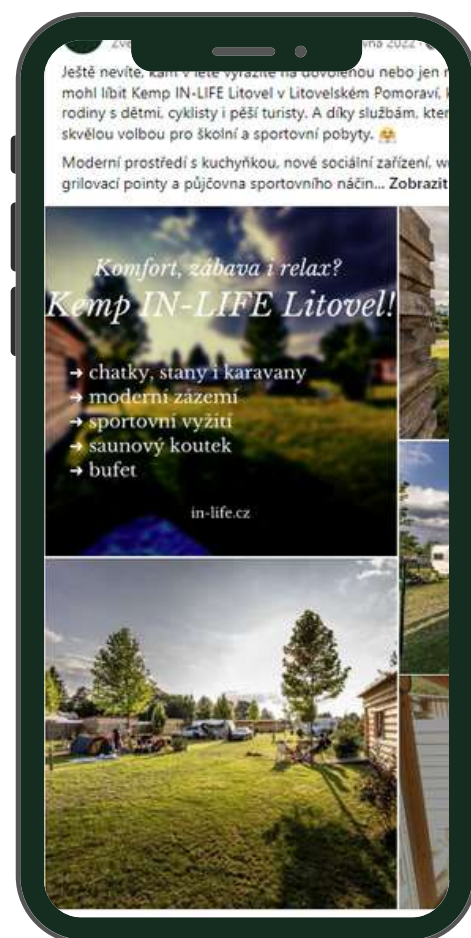 vna 2022
Ještě nevíte, kam v létě vyrazíte na dovolenou nebo jen
mohl líbit Kemp IN-LIFE Litovel v Litovelském Pomoraví,
rodiny s dětmi, cyklisty i pěší turisty. A díky službám, kter
skvělou volbou pro školní a sportovní pobyty. 🤗
Moderní prostředí s kuchyňkou, nové sociální zařízení,
grilovací pointy a půjčovna sportovního náčin... Zobrazit
Komfort, zábava i relax?
Kemp IN-LIFE Litovel!
➔ chatky, stany i karavany
➔ moderní zázemí
➔ sportovní vyžití
➔ saunový koutek
➔ bufet
in-life.cz